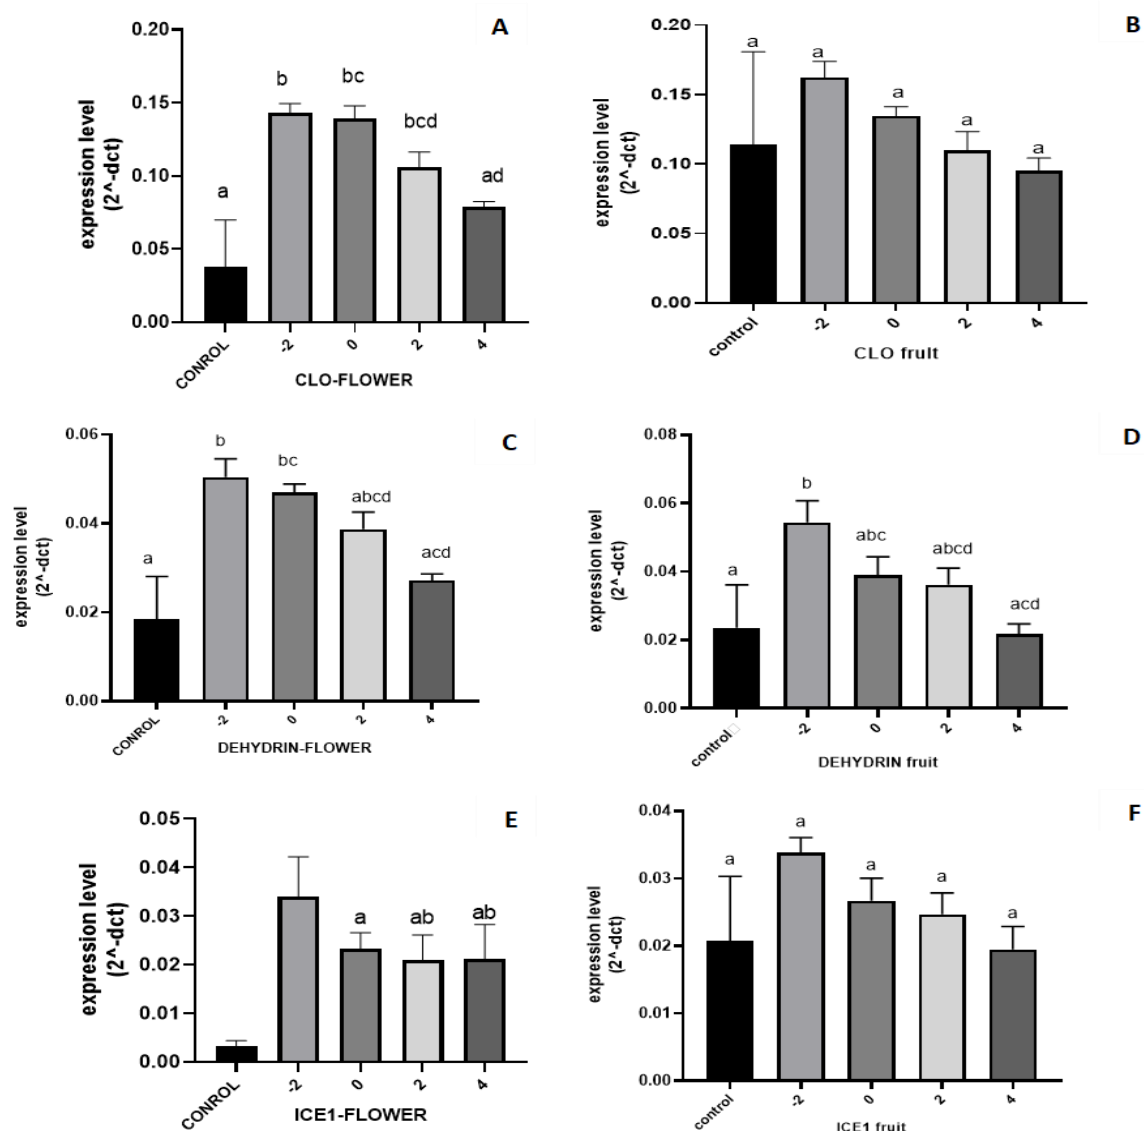 A
0.20
0.15
0.10
0.05
0.00
expression level
(2^-dct)
a
b
bc
bcd
ad
CONROL
-2
0
2
4
CLO-FLOWER
B
0.20
0.15
0.10
0.05
0.00
expression level
(2^-dct)
a
a
a
a
a
control
-2
0
2
4
CLO fruit
C
0.06
0.04
0.02
0.00
expression level
(2^-dct)
a
b
bc
abcd
acd
CONROL
-2
0
2
4
DEHYDRIN-FLOWER
D
0.08
0.06
0.04
0.02
0.00
expression level
(2^-dct)
a
b
abc
abcd
acd
control
-2
0
2
4
DEHYDRIN fruit
E
0.05
0.04
0.03
0.02
0.01
0.00
expression level
(2^-dct)
a
ab
ab
CONROL
-2
0
2
4
ICE1-FLOWER
F
0.04
0.03
0.02
0.01
0.00
expression level
(2^-dct)
a
a
a
a
a
control
-2
0
2
4
ICE1 fruit